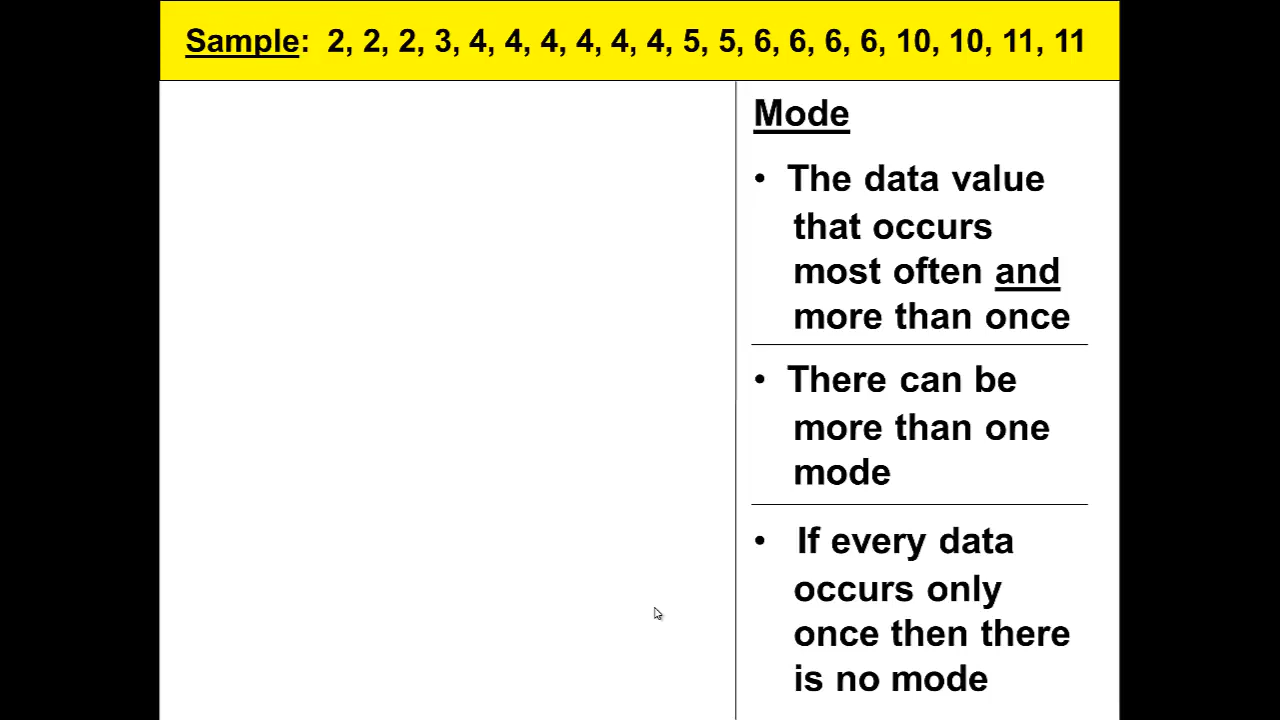 Sample: 2, 2, 2, 3, 4, 4, 4, 4, 4, 4, 5, 5, 6, 6, 6, 6, 10, 10, 11, 11
Mode
• The data value
that occurs
most often and
more than once
• There can be
more than one
mode
• If every data
occurs only
once then there
is no mode